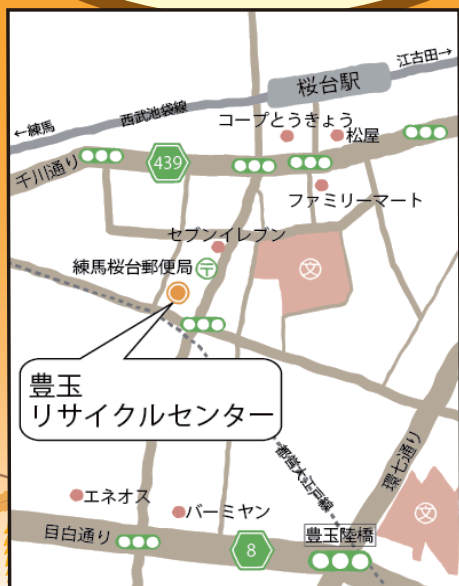 江古田→
桜台駅
西武池袋線
←練馬
コープとうきょう
松屋
千川通り
439
ファミリーマート
セブンイレブン
文
練馬桜台郵便局
〒
豊玉
リサイクルセンター
環七通り
都営大江戸線
エネオス
バーミヤン
文
目白通り
8
豊玉陸橋